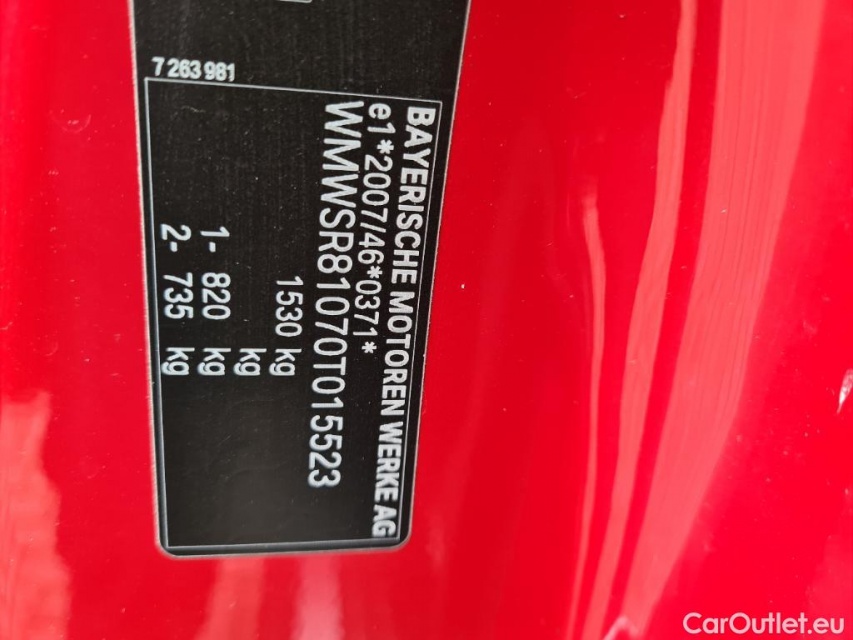 7 263 981
BAYERISCHE MOTOREN WERKE AG
e1*2007/46*0371*
WMWSR81070T015523
1530 kg
kg
1- 820 kg
2- 735 kg
CarOutlet.eu